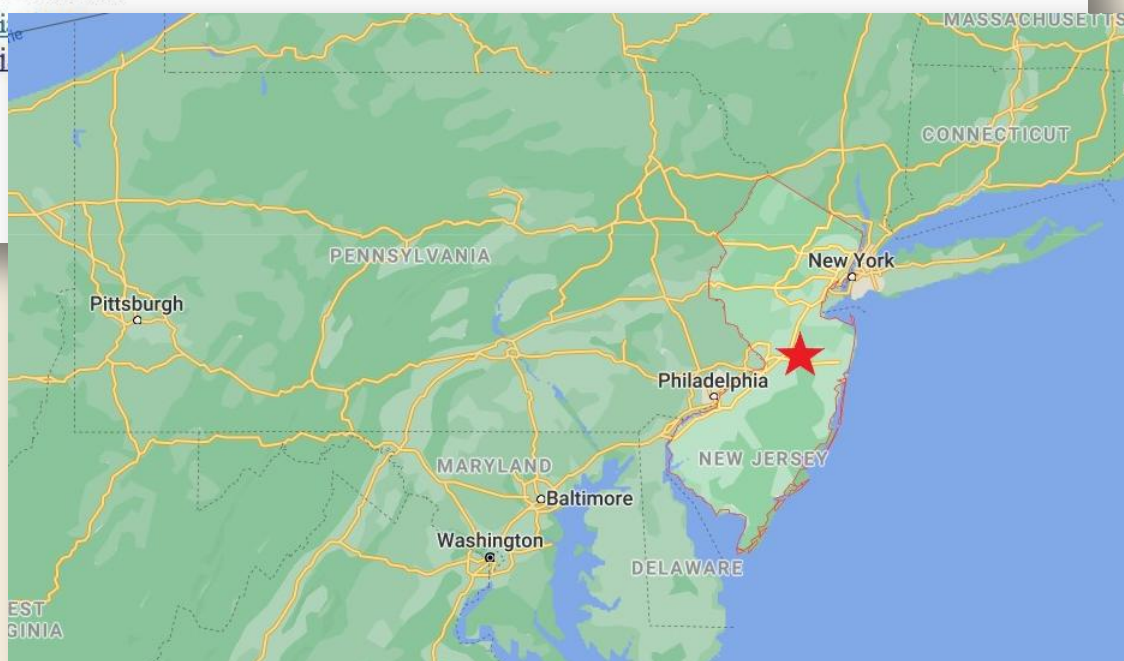 MASSACHUSETTS
CONNECTICUT
PENNSYLVANIA
New York
Pittsburgh
Philadelphia
NEW JERSEY
MARYLAND
Baltimore
Washington
DELAWARE
EST
GINIA